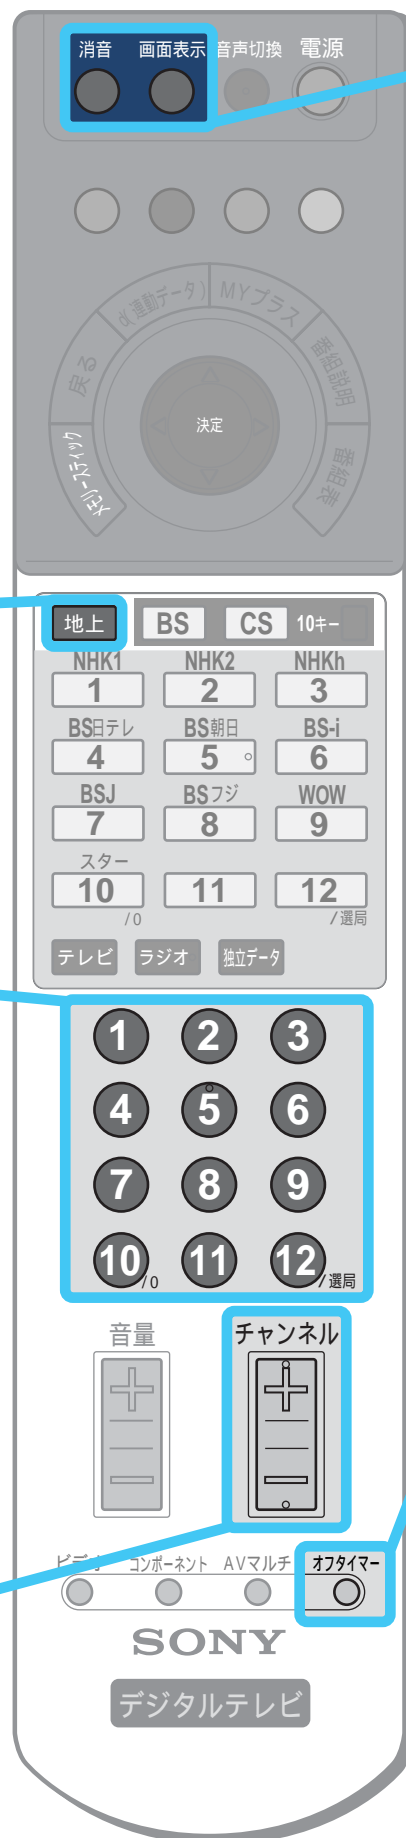 消音 画面表示 音声切換 電源
戻る d(連動データ) MYプラス 番組説明
決定
メモリースティック 番組表
地上 BS CS 10キー
NHK1 NHK2 NHKh
1 2 3
BS日テレ BS朝日 BS-i
4 5 6
BSJ BSフジ WOW
7 8 9
スター
10 11 12
/0 /選局
テレビ ラジオ 独立データ
1 2 3
4 5 6
7 8 9
10/0 11 12/選局
音量 チャンネル
+ +
− −
ビデオ コンポーネント AVマルチ オフタイマー
SONY
デジタルテレビ